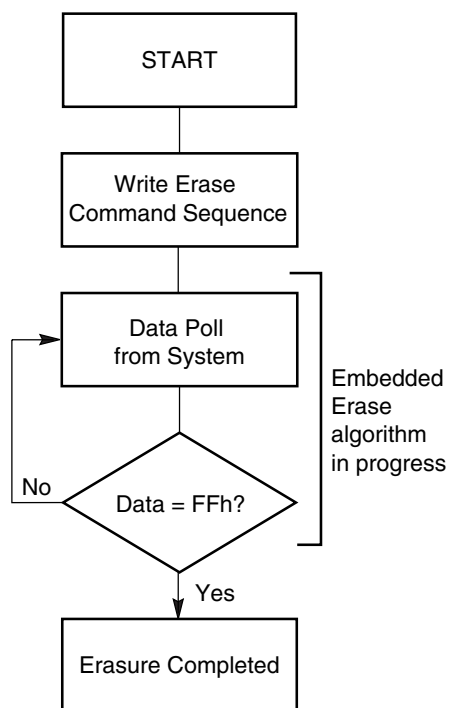 START
Write Erase
Command Sequence
Data Poll
from System
Embedded
Erase
algorithm
in progress
No
Data = FFh?
Yes
Erasure Completed